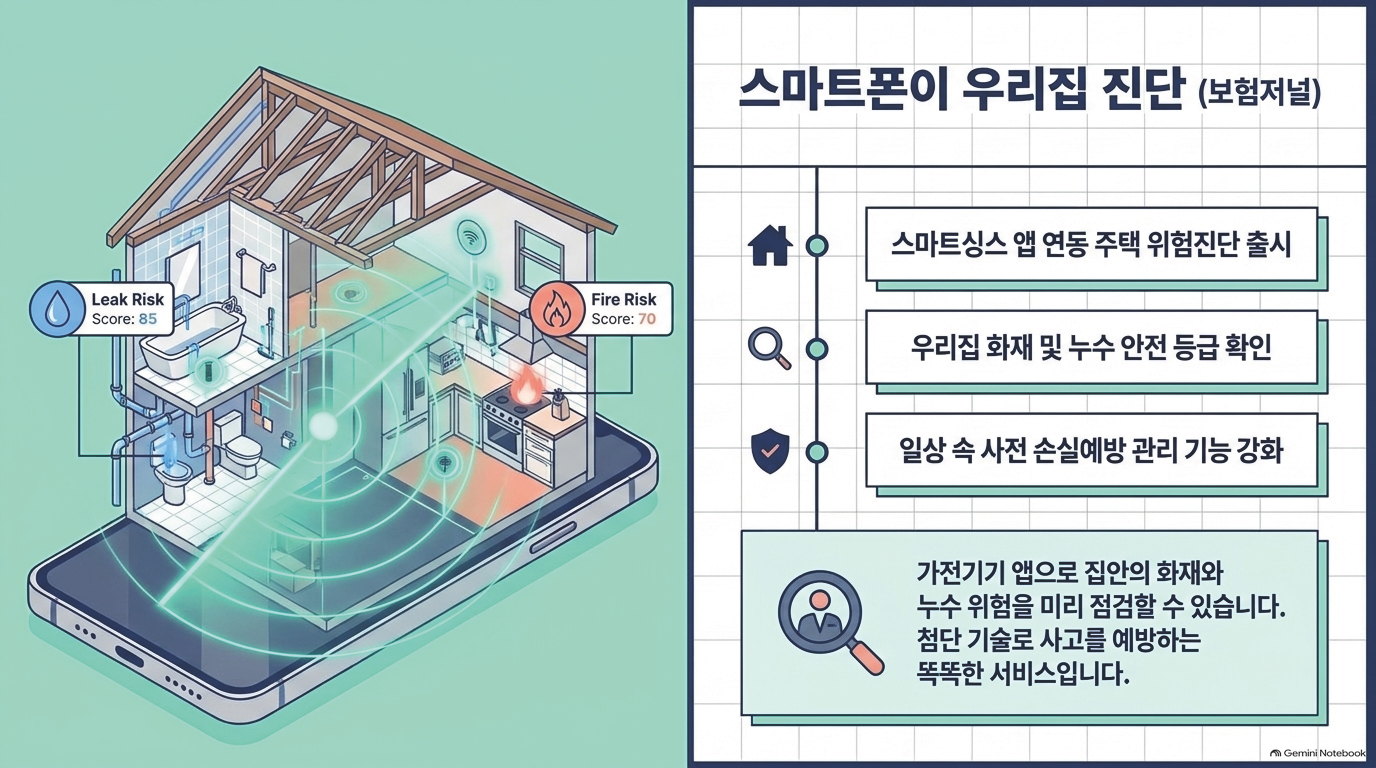 Leak Risk
Score: 85
Fire Risk
Score: 70
스마트폰이 우리집 진단 (보험저널)
스마트싱스 앱 연동 주택 위험진단 출시
우리집 화재 및 누수 안전 등급 확인
일상 속 사전 손실예방 관리 기능 강화
가전기기 앱으로 집안의 화재와
누수 위험을 미리 점검할 수 있습니다.
첨단 기술로 사고를 예방하는
똑똑한 서비스입니다.
Gemini Notebook